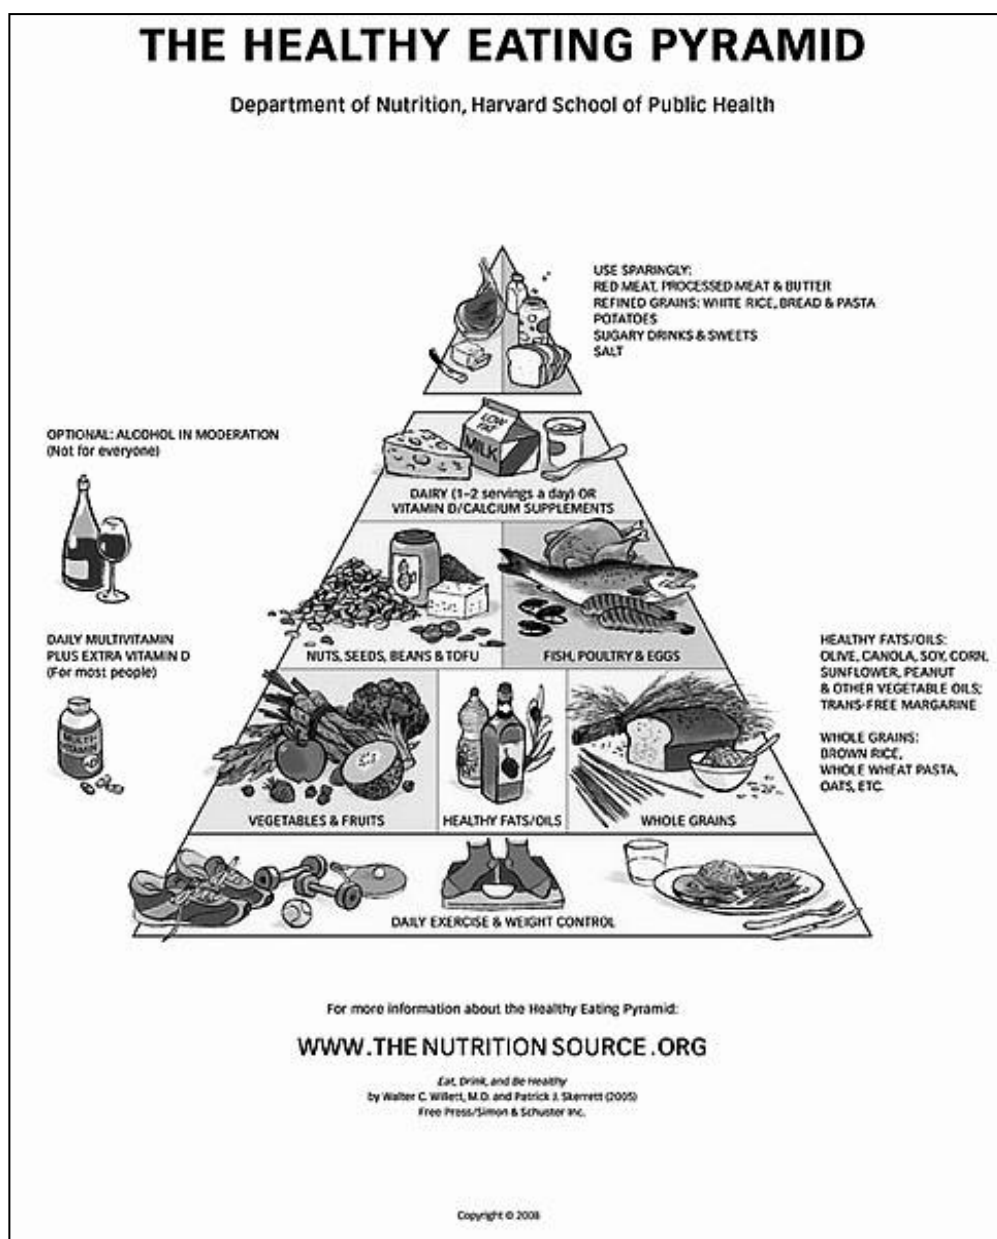 THE HEALTHY EATING PYRAMID
Department of Nutrition, Harvard School of Public Health
USE SPARINGLY:
RED MEAT, PROCESSED MEAT & BUTTER
REFINED GRAINS: WHITE RICE, BREAD & PASTA
POTATOES
SUGARY DRINKS & SWEETS
SALT
OPTIONAL: ALCOHOL IN MODERATION
(Not for everyone)
LOW
FAT
MILK
DAIRY (1–2 servings a day) OR
VITAMIN D/CALCIUM SUPPLEMENTS
NUTS, SEEDS, BEANS & TOFU
FISH, POULTRY & EGGS
DAILY MULTIVITAMIN
PLUS EXTRA VITAMIN D
(For most people)
MULTI-
VITAMIN
+D
HEALTHY FATS/OILS:
OLIVE, CANOLA, SOY, CORN,
SUNFLOWER, PEANUT
& OTHER VEGETABLE OILS;
TRANS-FREE MARGARINE
WHOLE GRAINS:
BROWN RICE,
WHOLE WHEAT PASTA,
OATS, ETC.
VEGETABLES & FRUITS
HEALTHY FATS/OILS
WHOLE GRAINS
DAILY EXERCISE & WEIGHT CONTROL
For more information about the Healthy Eating Pyramid:
WWW.THENUTRITIONSOURCE.ORG
Eat, Drink, and Be Healthy
by Walter C. Willett, M.D. and Patrick J. Skerrett (2005)
Free Press/Simon & Schuster Inc.
Copyright © 2008